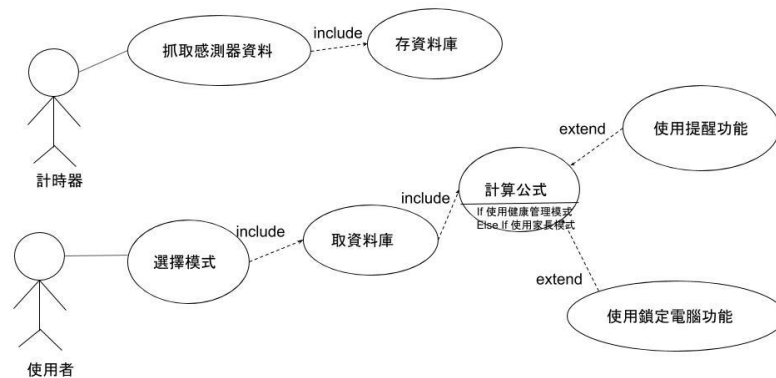 抓取感測器資料
include
存資料庫
計時器
extend
使用提醒功能
計算公式
If 使用健康管理模式
Else If 使用家長模式
include
取資料庫
include
選擇模式
使用者
extend
使用鎖定電腦功能